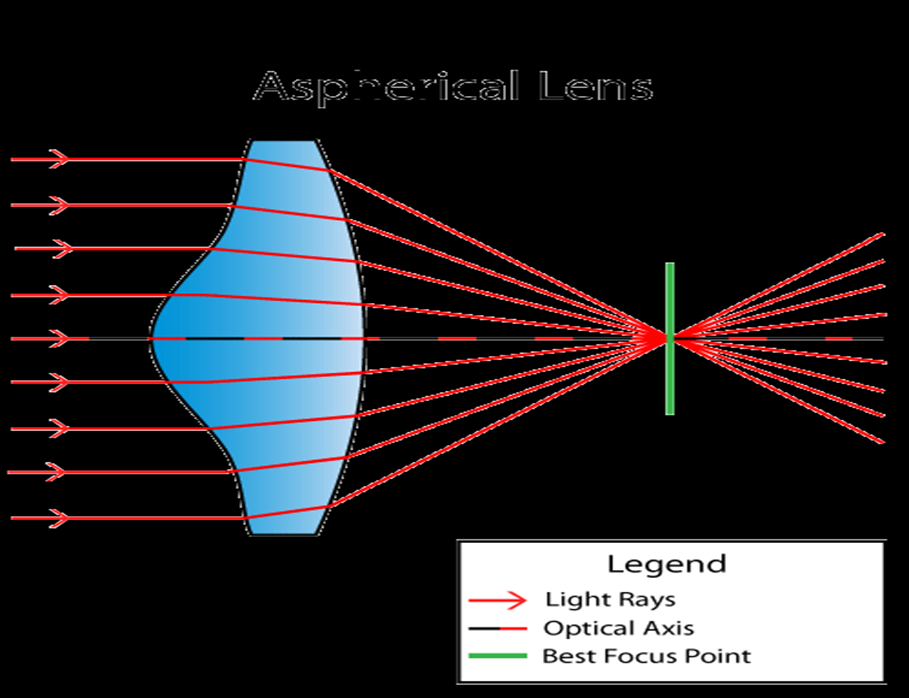 Aspherical Lens
Legend
Light Rays
Optical Axis
Best Focus Point